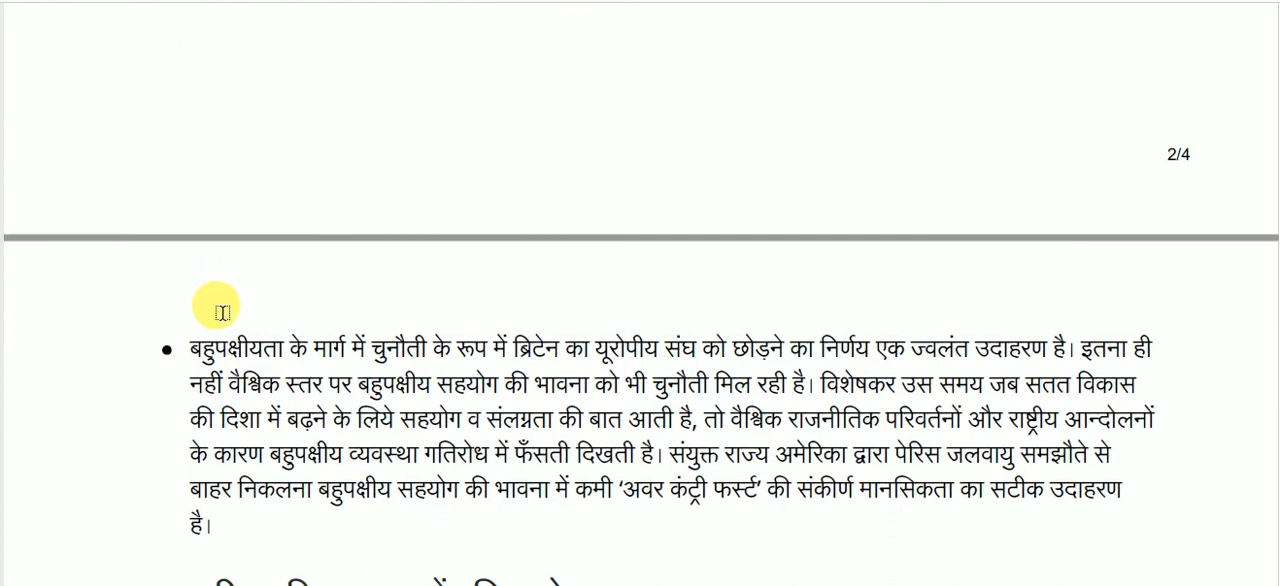 2/4
बहुपक्षीयता के मार्ग में चुनौती के रूप में ब्रिटेन का यूरोपीय संघ को छोड़ने का निर्णय एक ज्वलंत उदाहरण है। इतना ही
नहीं वैश्विक स्तर पर बहुपक्षीय सहयोग की भावना को भी चुनौती मिल रही है। विशेषकर उस समय जब सतत विकास
की दिशा में बढ़ने के लिये सहयोग व संलग्नता की बात आती है, तो वैश्विक राजनीतिक परिवर्तनों और राष्ट्रीय आन्दोलनों
के कारण बहुपक्षीय व्यवस्था गतिरोध में फँसती दिखती है। संयुक्त राज्य अमेरिका द्वारा पेरिस जलवायु समझौते से
बाहर निकलना बहुपक्षीय सहयोग की भावना में कमी ‘अवर कंट्री फर्स्ट’ की संकीर्ण मानसिकता का सटीक उदाहरण
है।